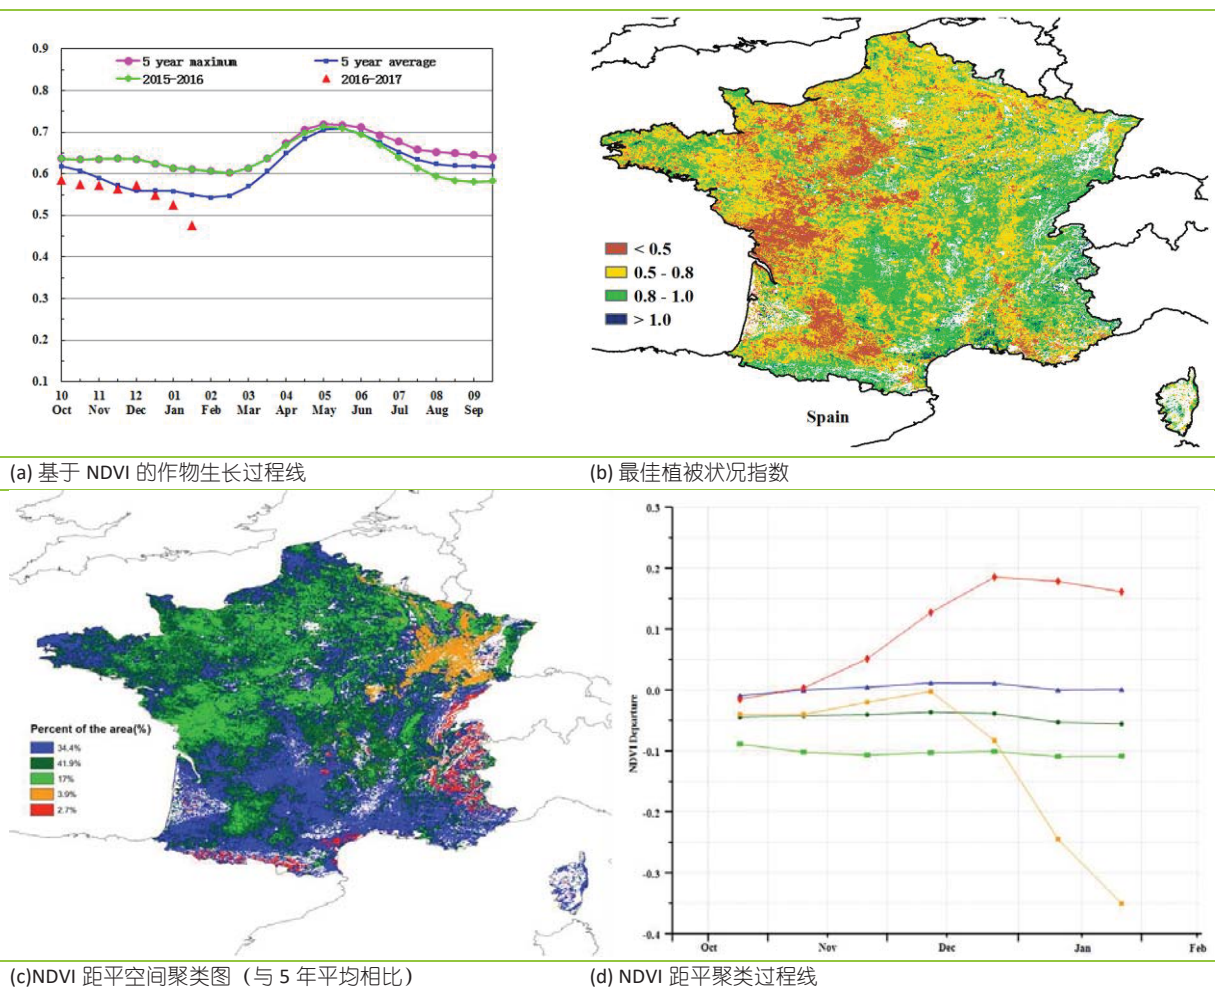 0.9
0.8
0.7
0.6
0.5
0.4
0.3
0.2
0.1
5 year maximum
5 year average
2015-2016
2016-2017
10 11 12 01 02 03 04 05 06 07 08 09
Oct Nov Dec Jan Feb Mar Apr May Jun Jul Aug Sep
< 0.5
0.5 - 0.8
0.8 - 1.0
> 1.0
Spain
(a) 基于 NDVI 的作物生长过程线
(b) 最佳植被状况指数
Percent of the area(%)
34.4%
41.9%
17%
3.9%
2.7%
0.3
0.2
0.1
0.0
-0.1
-0.2
-0.3
-0.4
NDVI Departure
Oct Nov Dec Jan Feb
(c)NDVI 距平空间聚类图（与 5 年平均相比）
(d) NDVI 距平聚类过程线